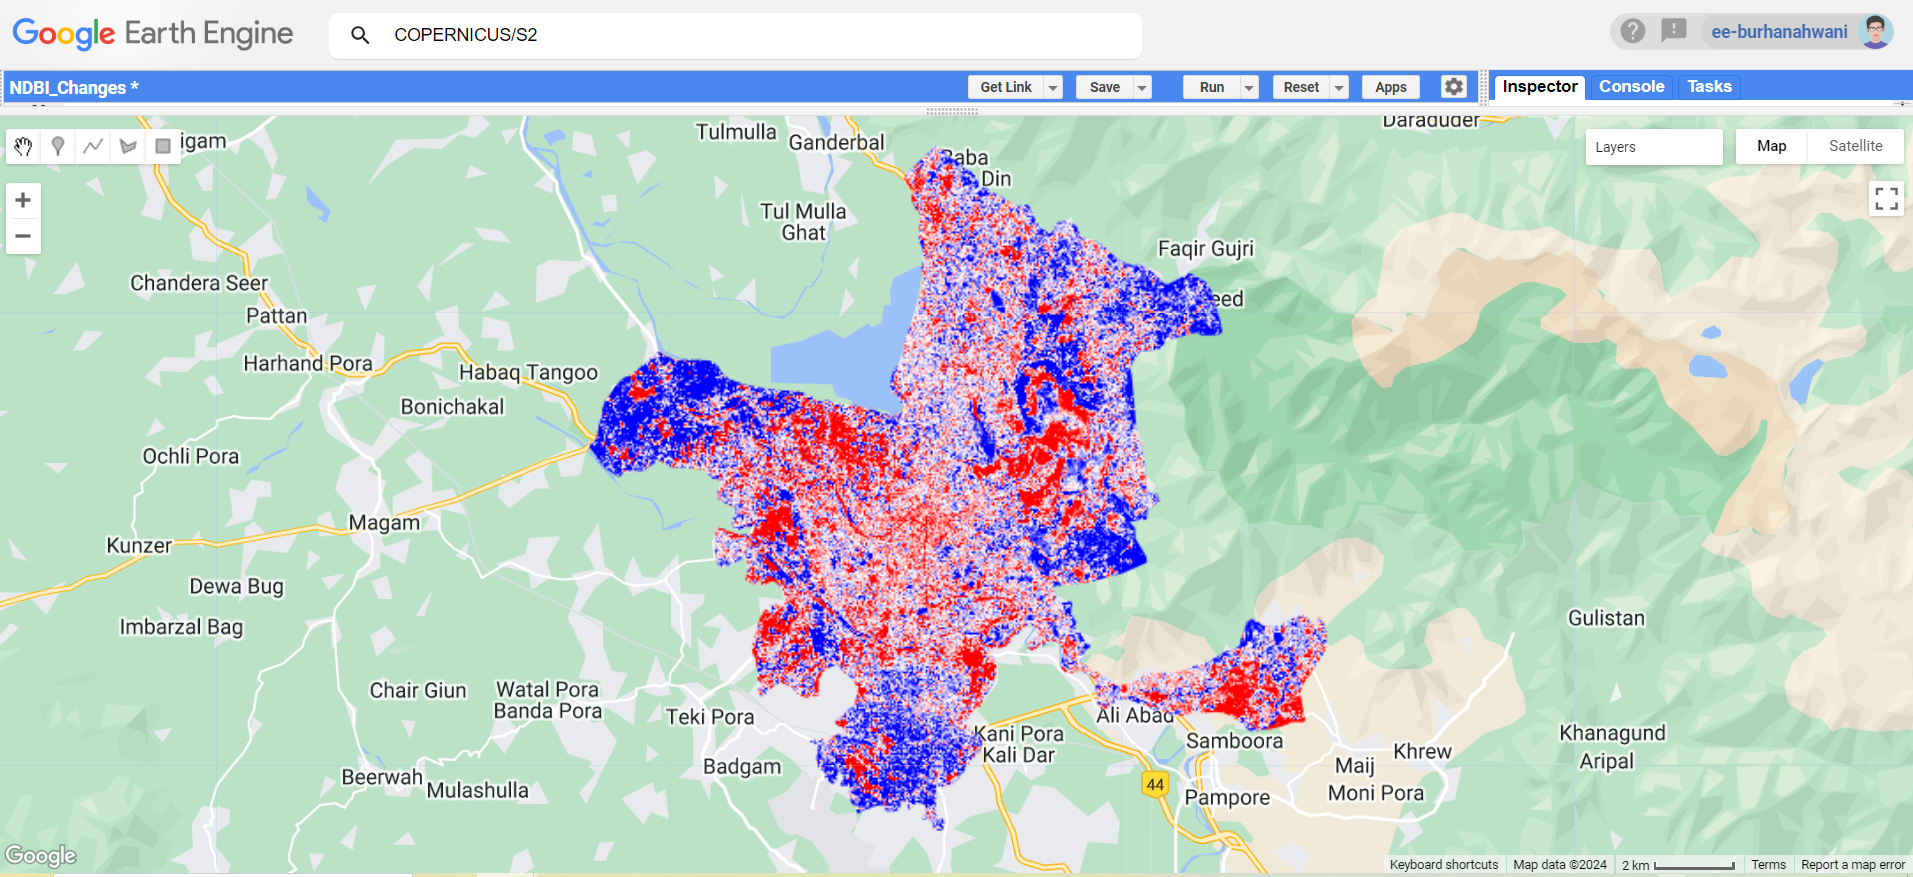 Google Earth Engine
COPERNICUS/S2
ee-burhanahwani
NDBI_Changes *
Get Link
Save
Run
Reset
Apps
Inspector
Console
Tasks
Layers
Map
Satellite
igam
Tulmulla
Ganderbal
Baba
Din
Daraduder
Tul Mulla
Ghat
Faqir Gujri
eed
Chandera Seer
Pattan
Harhand Pora
Habaq Tangoo
Bonichakal
Ochli Pora
Magam
Kunzer
Dewa Bug
Imbarzal Bag
Gulistan
Chair Giun
Watal Pora
Banda Pora
Teki Pora
Ali Abad
Kani Pora
Kali Dar
Samboora
Khrew
Khanagund
Aripal
Badgam
Beerwah
Mulashulla
44
Pampore
Maij
Moni Pora
Google
Keyboard shortcuts
Map data ©2024
2 km
Terms
Report a map error